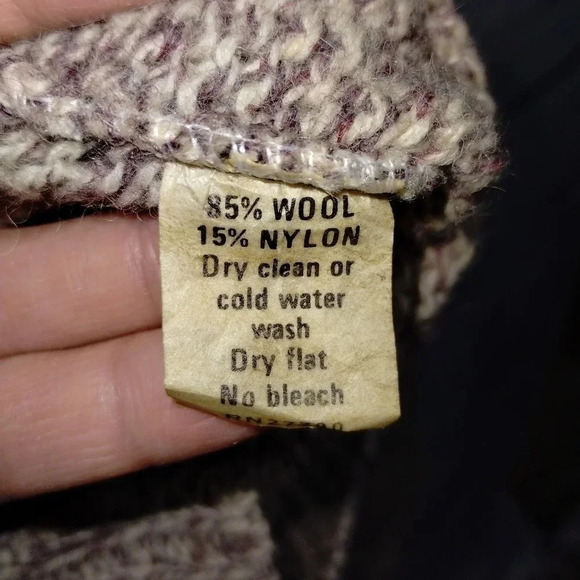 85% WOOL
15% NYLON
Dry clean or
cold water
wash
Dry flat
No bleach